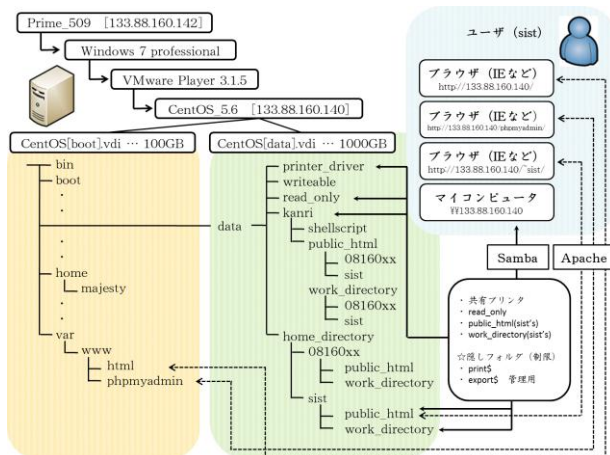 Prime_509 [133.88.160.142]
Windows 7 professional
VMware Player 3.1.5
CentOS_5.6 [133.88.160.140]
CentOS[boot].vdi … 100GB
CentOS[data].vdi … 1000GB
bin
boot
・
・
・
・
home
majesty
・
・
var
www
html
phpmyadmin
data
printer_driver
writeable
read_only
kanri
shellscript
public_html
08160xx
sist
work_directory
08160xx
sist
home_directory
08160xx
public_html
work_directory
sist
public_html
work_directory
ユーザ (sist)
ブラウザ (IEなど)
http://133.88.160.140/
ブラウザ (IEなど)
http://133.88.160.140/phpmyadmin/
ブラウザ (IEなど)
http://133.88.160.140/~sist/
マイコンピュータ
¥¥133.88.160.140
Samba
Apache
・ 共有プリンタ
・ read_only
・ public_html(sist's)
・ work_directory(sist's)
☆隠しフォルダ (制限)
・ print$
・ export$ 管理用